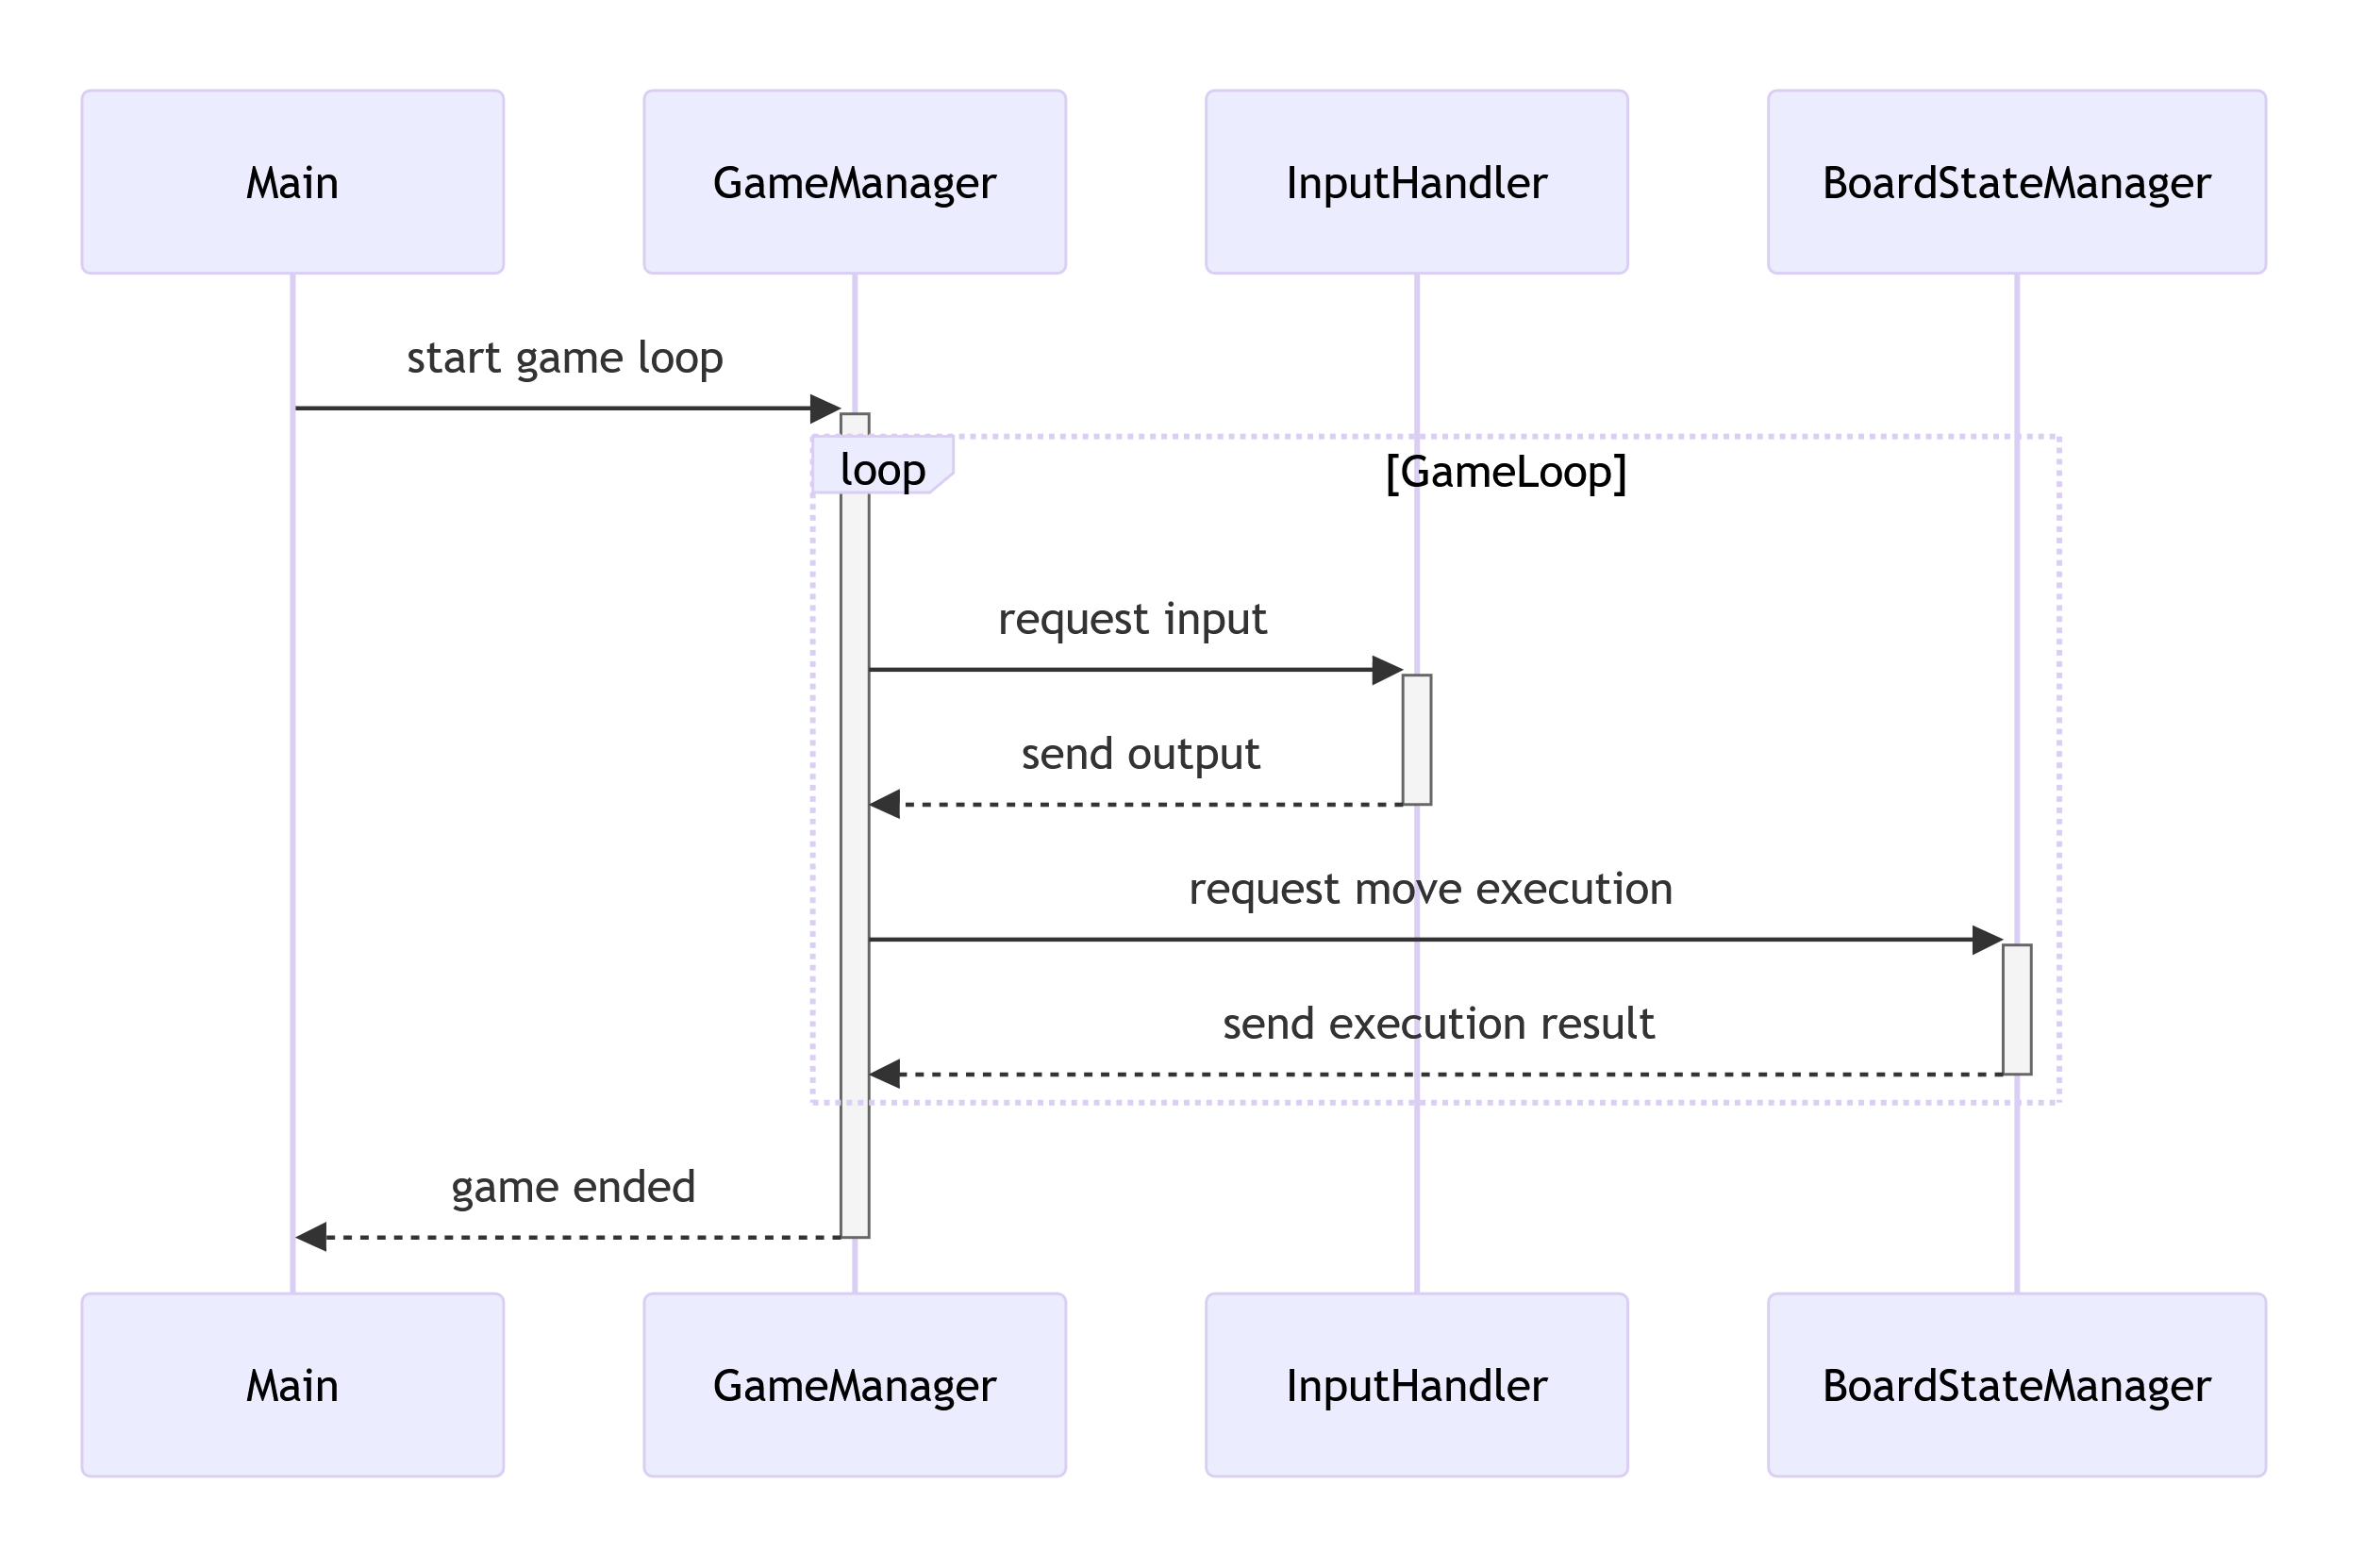 Main
GameManager
InputHandler
BoardStateManager
start game loop
loop
[GameLoop]
request input
send output
request move execution
send execution result
game ended
Main
GameManager
InputHandler
BoardStateManager